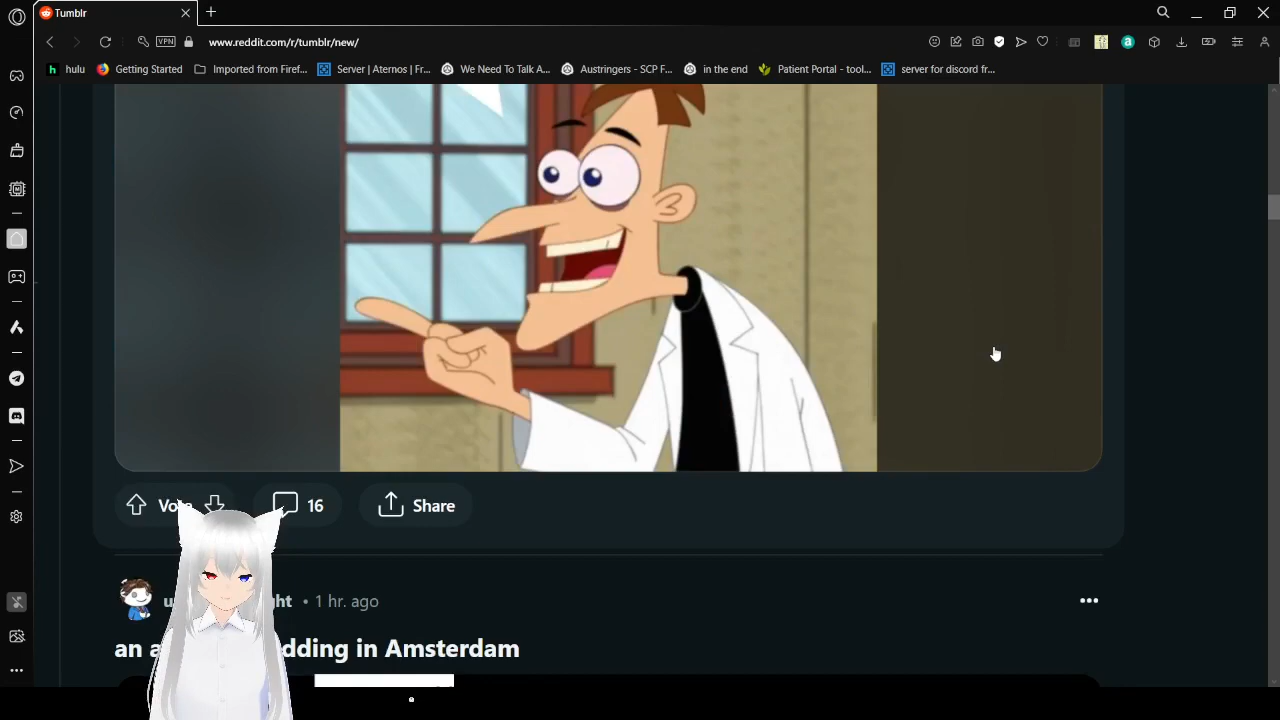 Tumblr
VPN
www.reddit.com/r/tumblr/new/
hulu
Getting Started
Imported from Firef...
Server | Aternos | Fr...
We Need To Talk A...
Austringers - SCP F...
in the end
Patient Portal - tool...
server for discord fr...
16
Share
• 1 hr. ago
an
in Amsterdam